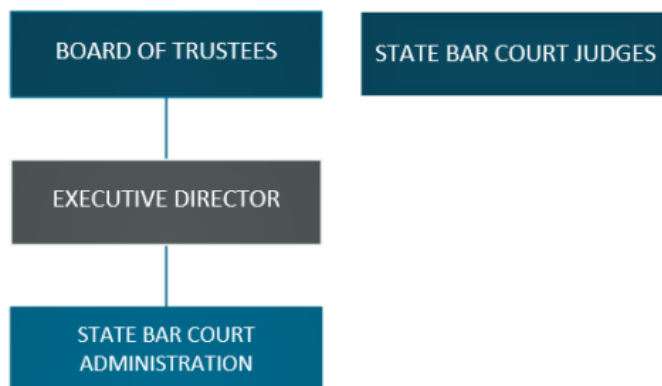 BOARD OF TRUSTEES
STATE BAR COURT JUDGES
EXECUTIVE DIRECTOR
STATE BAR COURT
ADMINISTRATION